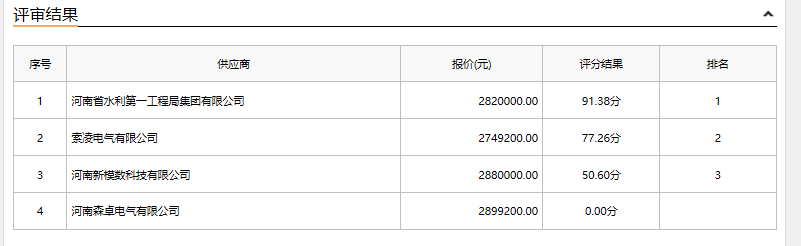 评审结果
序号 供应商 报价(元) 评分结果 排名
1 河南省水利第一工程局集团有限公司 2820000.00 91.38分 1
2 索凌电气有限公司 2749200.00 77.26分 2
3 河南新模数科技有限公司 2880000.00 50.60分 3
4 河南森卓电气有限公司 2899200.00 0.00分